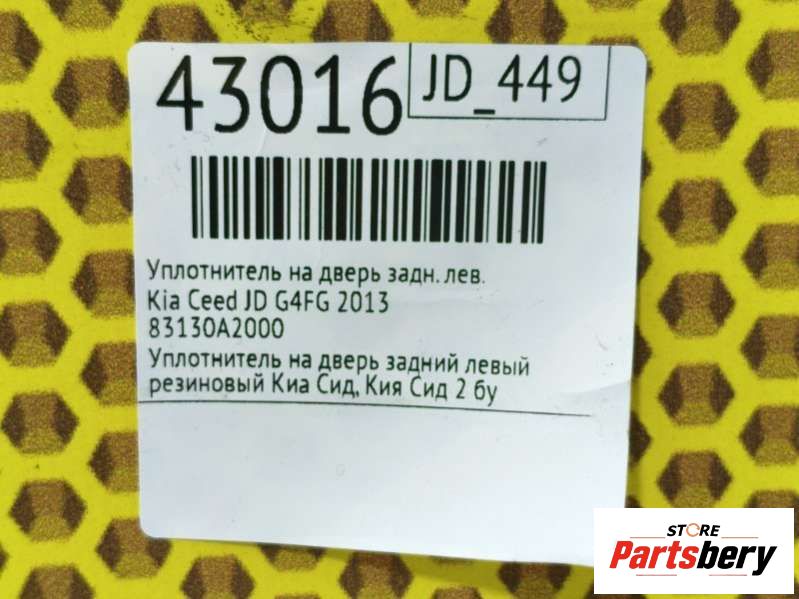 43016
JD_449
Уплотнитель на дверь задн. лев.
Kia Ceed JD G4FG 2013
83130A2000
Уплотнитель на дверь задний левый
резиновый Киа Сид, Кия Сид 2 бу
STORE
Partsbery